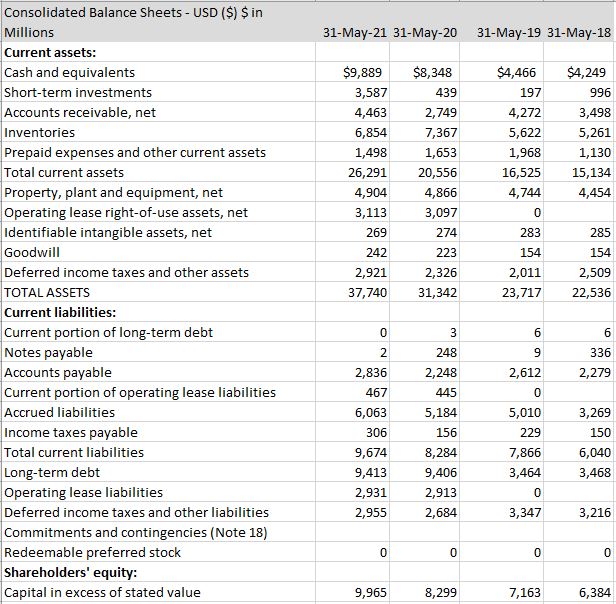 Consolidated Balance Sheets - USD ($) $ in
Millions 31-May-21 31-May-20 31-May-19 31-May-18
Current assets:
Cash and equivalents $9,889 $8,348 $4,466 $4,249
Short-term investments 3,587 439 197 996
Accounts receivable, net 4,463 2,749 4,272 3,498
Inventories 6,854 7,367 5,622 5,261
Prepaid expenses and other current assets 1,498 1,653 1,968 1,130
Total current assets 26,291 20,556 16,525 15,134
Property, plant and equipment, net 4,904 4,866 4,744 4,454
Operating lease right-of-use assets, net 3,113 3,097 0
Identifiable intangible assets, net 269 274 283 285
Goodwill 242 223 154 154
Deferred income taxes and other assets 2,921 2,326 2,011 2,509
TOTAL ASSETS 37,740 31,342 23,717 22,536
Current liabilities:
Current portion of long-term debt 0 3 6 6
Notes payable 2 248 9 336
Accounts payable 2,836 2,248 2,612 2,279
Current portion of operating lease liabilities 467 445 0
Accrued liabilities 6,063 5,184 5,010 3,269
Income taxes payable 306 156 229 150
Total current liabilities 9,674 8,284 7,866 6,040
Long-term debt 9,413 9,406 3,464 3,468
Operating lease liabilities 2,931 2,913 0
Deferred income taxes and other liabilities 2,955 2,684 3,347 3,216
Commitments and contingencies (Note 18)
Redeemable preferred stock 0 0 0 0
Shareholders' equity:
Capital in excess of stated value 9,965 8,299 7,163 6,384